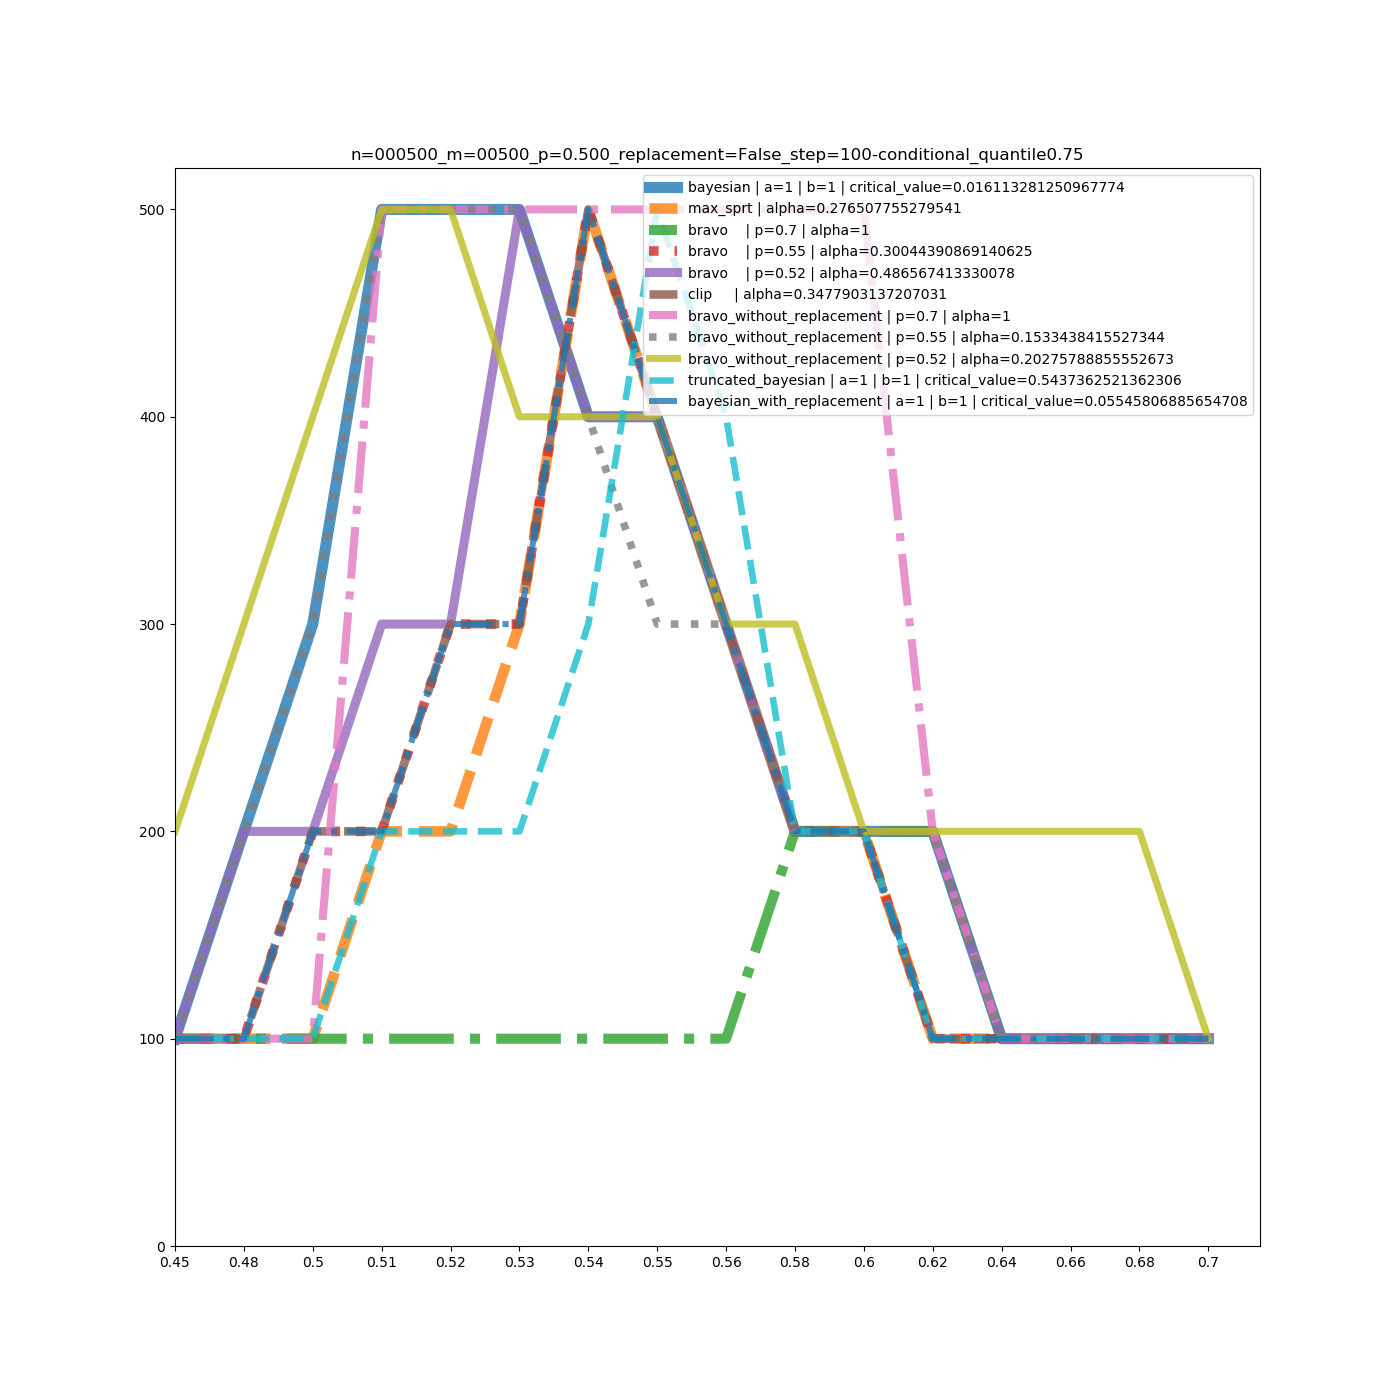 n=000500_m=00500_p=0.500_replacement=False_step=100-conditional_quantile0.75
bayesian | a=1 | b=1 | critical_value=0.016113281250967774
max_sprt | alpha=0.276507755279541
bravo | p=0.7 | alpha=1
bravo | p=0.55 | alpha=0.30044390869140625
bravo | p=0.52 | alpha=0.486567413330078
clip | alpha=0.3477903137207031
bravo_without_replacement | p=0.7 | alpha=1
bravo_without_replacement | p=0.55 | alpha=0.1533438415527344
bravo_without_replacement | p=0.52 | alpha=0.20275788855552673
truncated_bayesian | a=1 | b=1 | critical_value=0.5437362521362306
bayesian_with_replacement | a=1 | b=1 | critical_value=0.05545806885654708
500
400
300
200
100
0
0.45 0.48 0.5 0.51 0.52 0.53 0.54 0.55 0.56 0.58 0.6 0.62 0.64 0.66 0.68 0.7